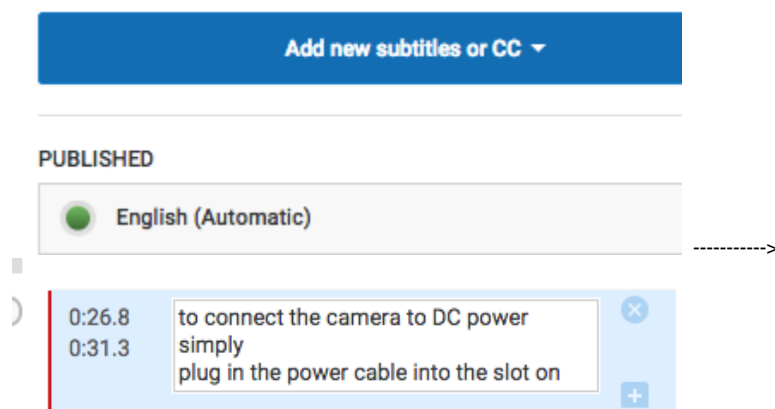 Add new subtitles or CC
PUBLISHED
English (Automatic)
----------->
0:26.8
0:31.3
to connect the camera to DC power
simply
plug in the power cable into the slot on